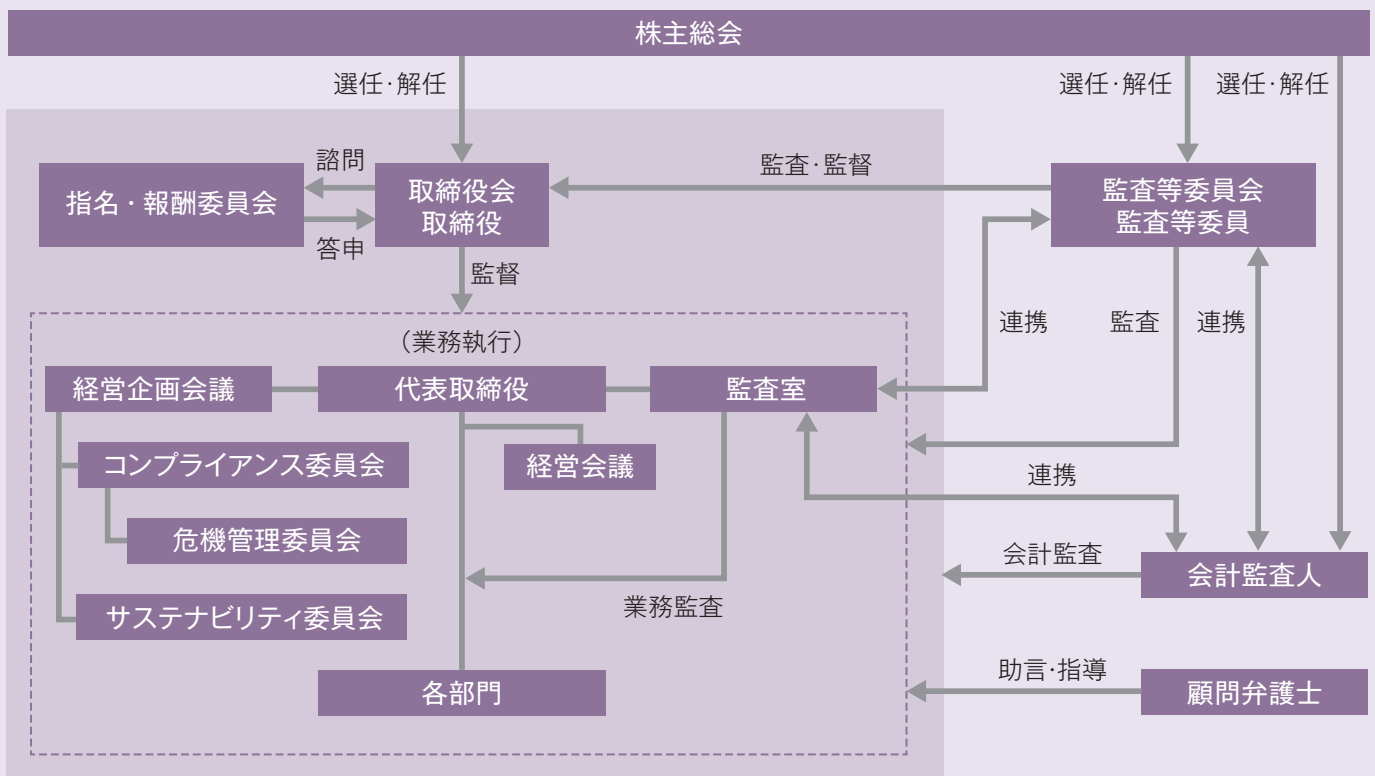 株主総会
選任・解任
選任・解任
選任・解任
諮問
監査・監督
指名・報酬委員会
取締役会
取締役
監査等委員会
監査等委員
答申
監督
連携
監査
連携
（業務執行）
経営企画会議
代表取締役
監査室
コンプライアンス委員会
経営会議
連携
危機管理委員会
会計監査
会計監査人
サステナビリティ委員会
業務監査
助言・指導
各部門
顧問弁護士